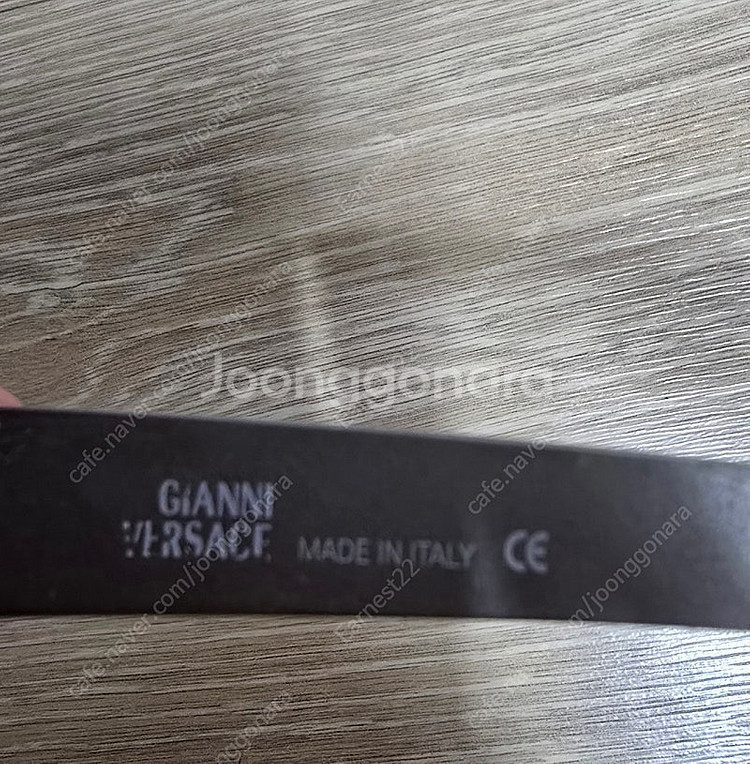 Joonggonara
GIANNI
VERSACE
MADE IN ITALY CE
cafe.naver.com/joonggonara
Earnest22